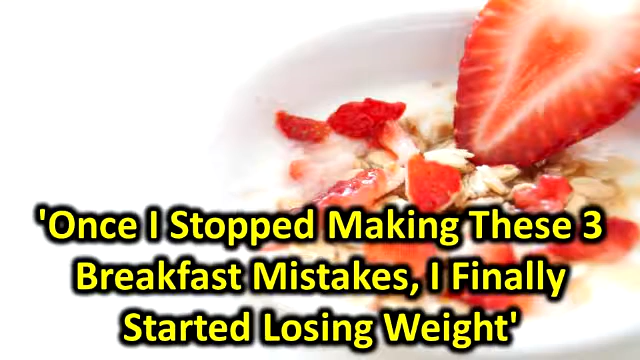 'Once I Stopped Making These 3
Breakfast Mistakes, I Finally
Started Losing Weight'